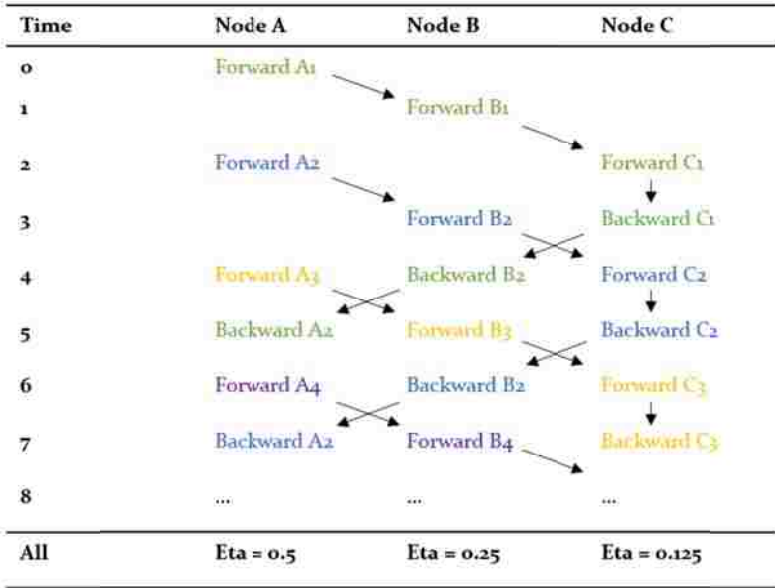 Time Node A Node B Node C
0 Forward A1
1 Forward B1
2 Forward A2 Forward C1
3 Forward B2 Backward C1
4 Forward A3 Backward B2 Forward C2
5 Backward A2 Forward B3 Backward C2
6 Forward A4 Backward B2 Forward C3
7 Backward A2 Forward B4 Backward C3
8 ... ... ...
All Eta = 0.5 Eta = 0.25 Eta = 0.125